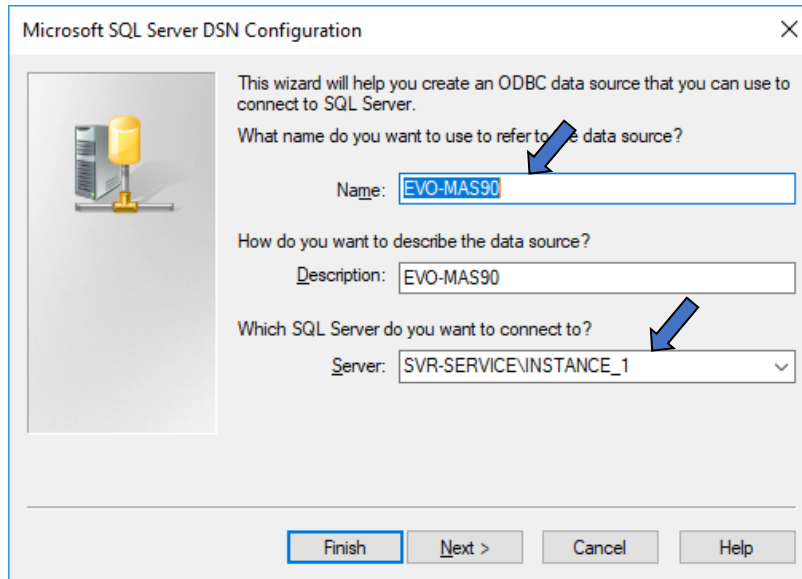 Microsoft SQL Server DSN Configuration
This wizard will help you create an ODBC data source that you can use to
connect to SQL Server.
What name do you want to use to refer to the data source?
Name: EVO-MAS90
How do you want to describe the data source?
Description: EVO-MAS90
Which SQL Server do you want to connect to?
Server: SVR-SERVICE\INSTANCE_1
Finish Next > Cancel Help